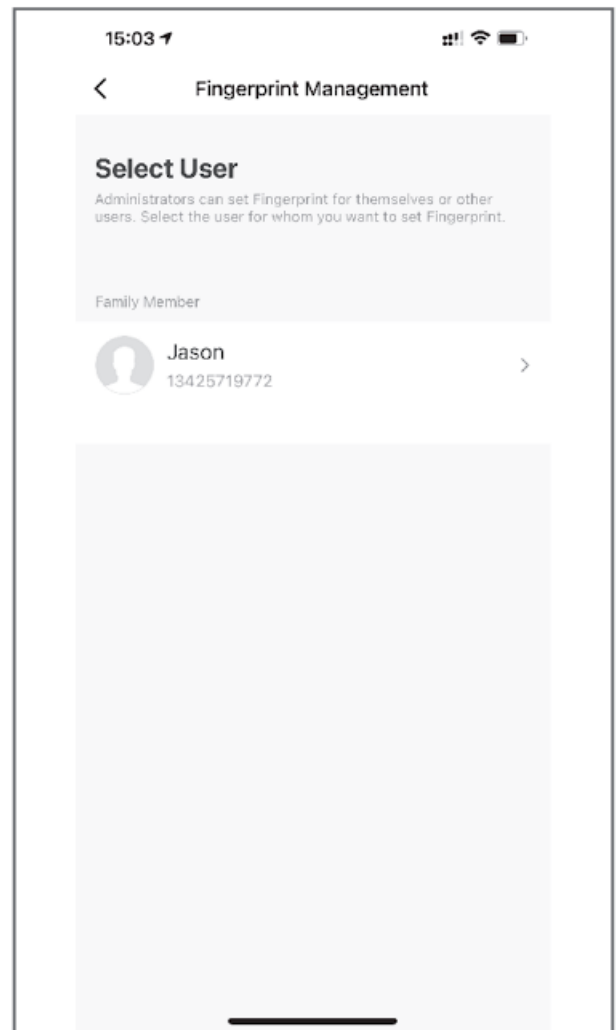 15:03
Fingerprint Management
Select User
Administrators can set Fingerprint for themselves or other
users. Select the user for whom you want to set Fingerprint.
Family Member
Jason
13425719772